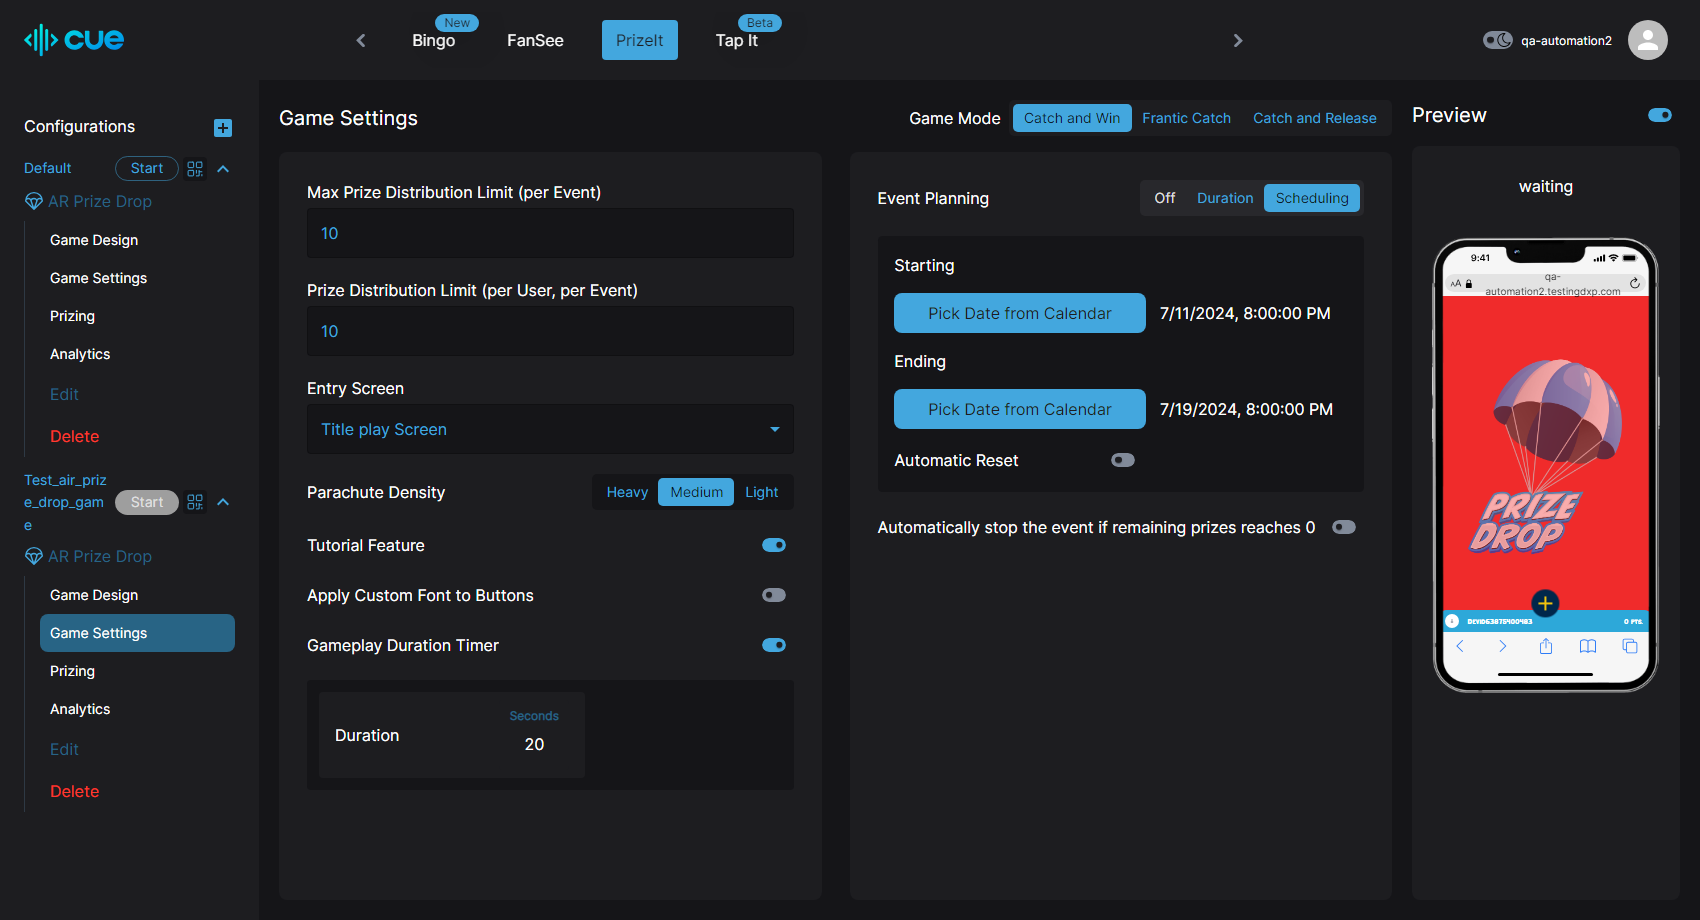 cue
New
Bingo
FanSee
PrizeIt
Beta
Tap It
qa-automation2
Configurations
Default
Start
AR Prize Drop
Game Design
Game Settings
Prizing
Analytics
Edit
Delete
Test_air_priz
e_drop_gam
e
Start
AR Prize Drop
Game Design
Game Settings
Prizing
Analytics
Edit
Delete
Game Settings
Game Mode
Catch and Win
Frantic Catch
Catch and Release
Max Prize Distribution Limit (per Event)
10
Prize Distribution Limit (per User, per Event)
10
Entry Screen
Title play Screen
Parachute Density
Heavy
Medium
Light
Tutorial Feature
Apply Custom Font to Buttons
Gameplay Duration Timer
Duration
Seconds
20
Event Planning
Off
Duration
Scheduling
Starting
Pick Date from Calendar
7/11/2024, 8:00:00 PM
Ending
Pick Date from Calendar
7/19/2024, 8:00:00 PM
Automatic Reset
Automatically stop the event if remaining prizes reaches 0
Preview
waiting
9:41
AA
qa-
automation2.testingdxp.com
PRIZE
DROP
0 PTS.